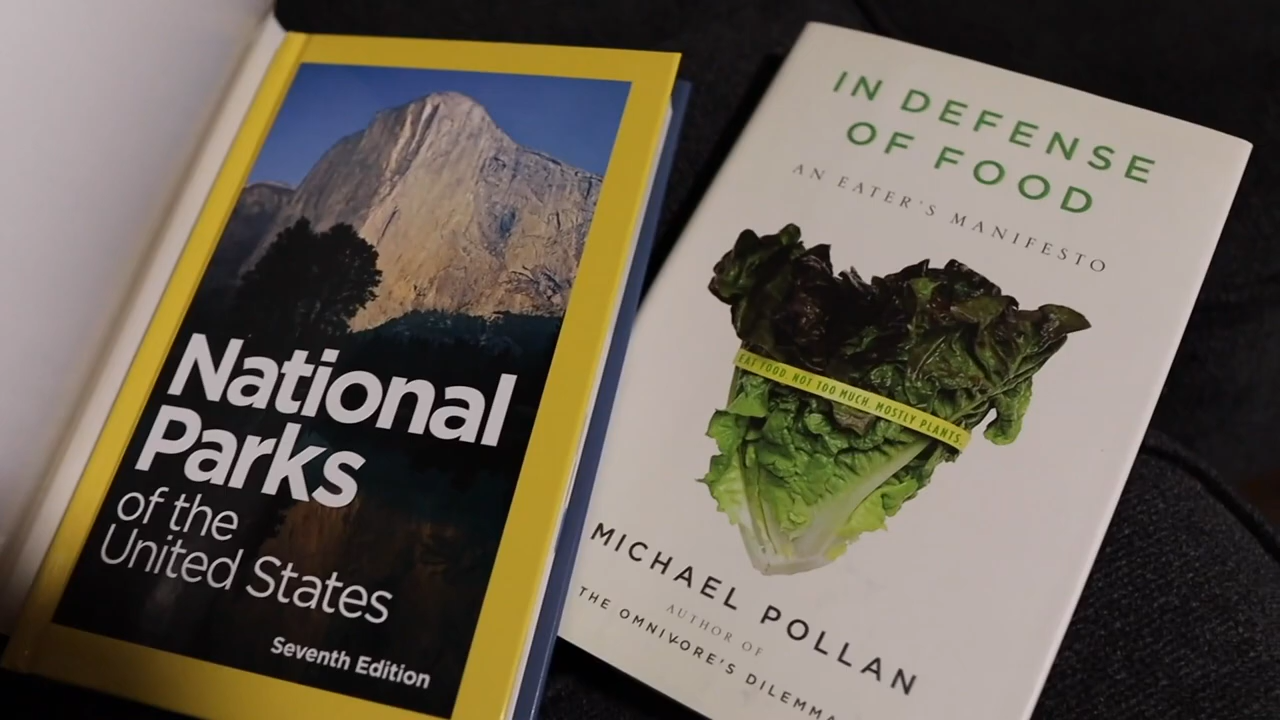 National
Parks
of the
United States
Seventh Edition
IN DEFENSE
OF FOOD
AN EATER'S MANIFESTO
EAT FOOD. NOT TOO MUCH. MOSTLY PLANTS.
MICHAEL POLLAN
AUTHOR OF
THE OMNIVORE'S DILEMMA